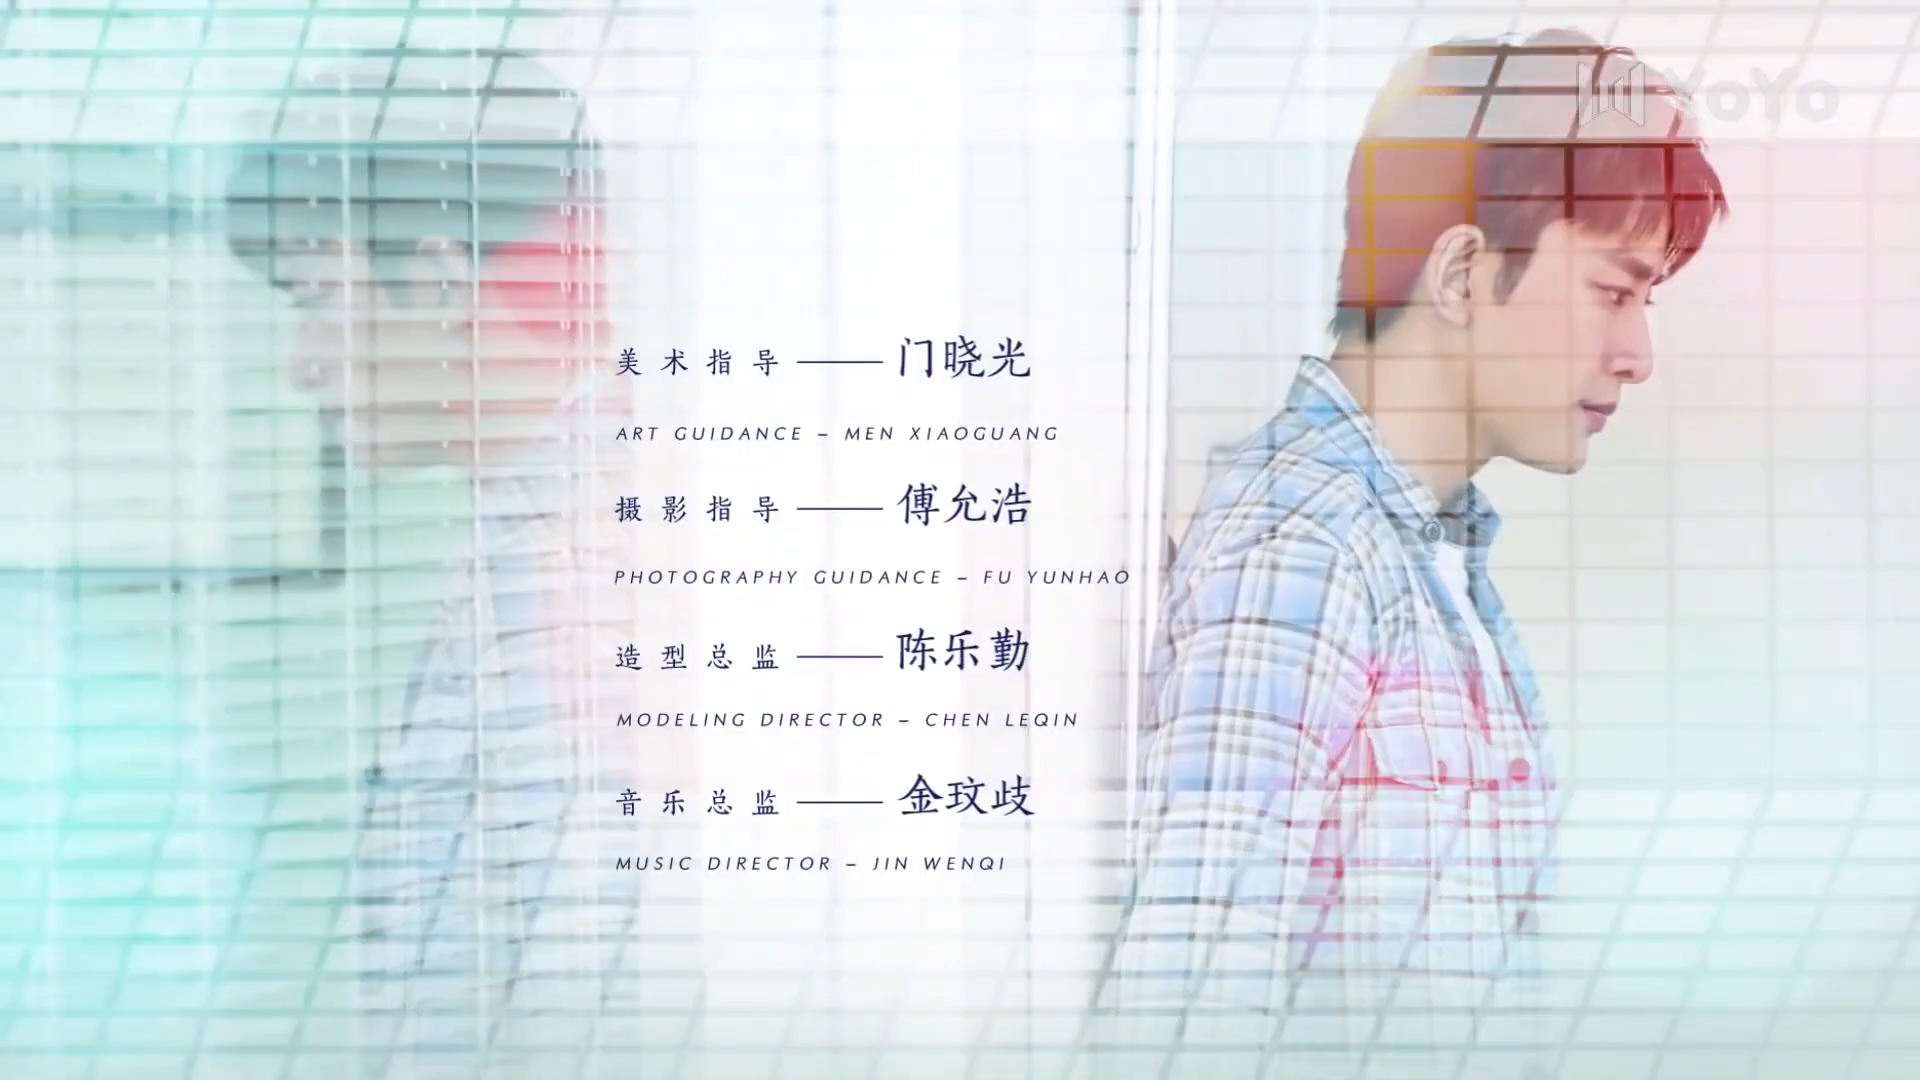 YoYo
美术指导——门晓光
ART GUIDANCE – MEN XIAOGUANG
摄影指导——傅允浩
PHOTOGRAPHY GUIDANCE – FU YUNHAO
造型总监——陈乐勤
MODELING DIRECTOR – CHEN LEQIN
音乐总监——金玟岐
MUSIC DIRECTOR – JIN WENQI